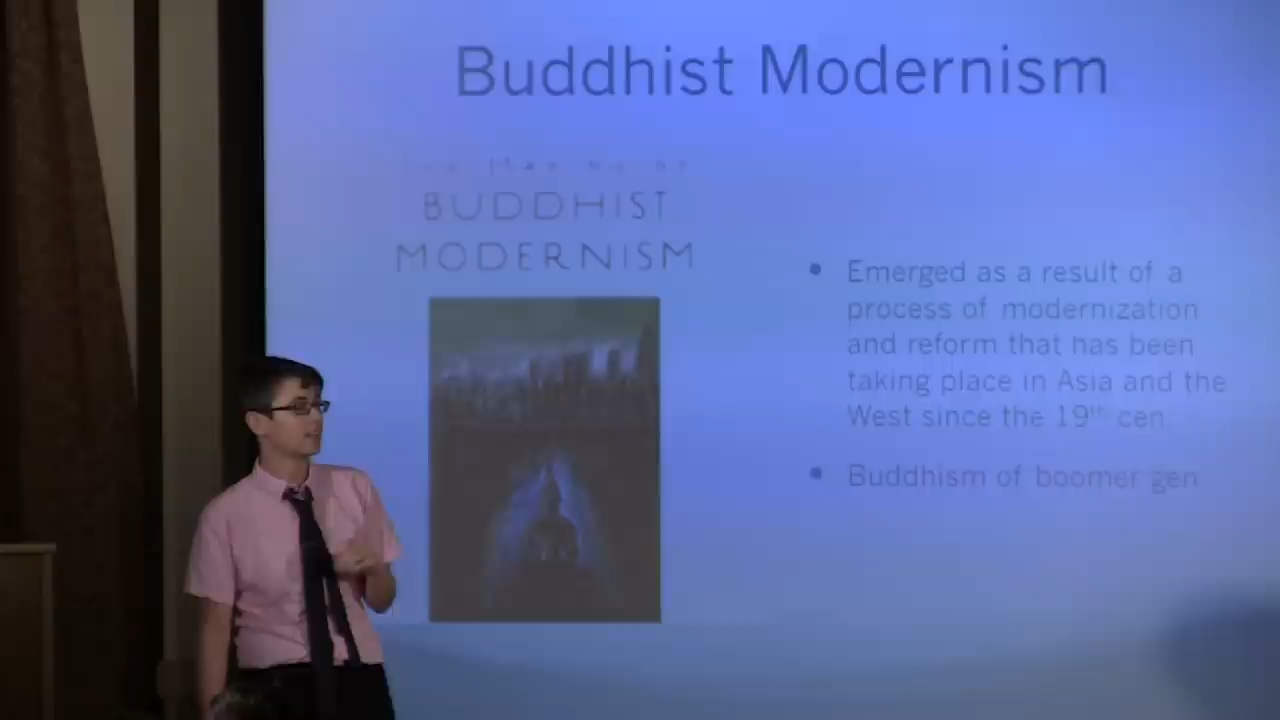 Buddhist Modernism
BUDDHIST
MODERNISM
• Emerged as a result of a
process of modernization
and reform that has been
taking place in Asia and the
West since the 19th cen
• Buddhism of boomer gen